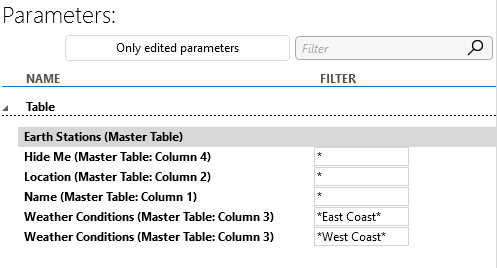 Parameters:
Only edited parameters Filter
NAME FILTER
Table
Earth Stations (Master Table)
Hide Me (Master Table: Column 4) *
Location (Master Table: Column 2) *
Name (Master Table: Column 1) *
Weather Conditions (Master Table: Column 3) *East Coast*
Weather Conditions (Master Table: Column 3) *West Coast*